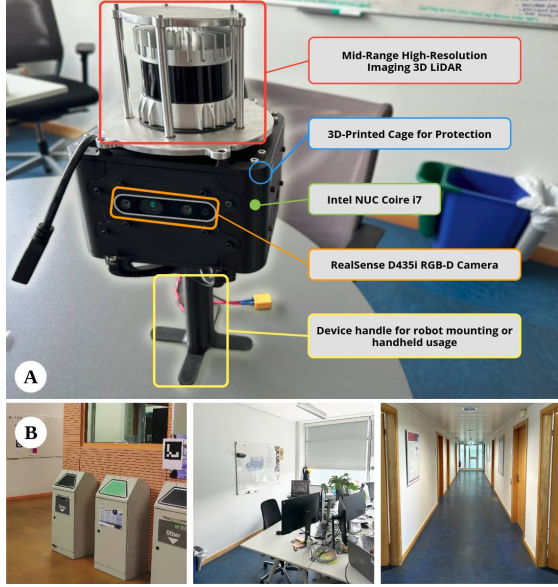 Mid-Range High-Resolution
Imaging 3D LiDAR
3D-Printed Cage for Protection
Intel NUC Coire i7
RealSense D435i RGB-D Camera
Device handle for robot mounting or
handheld usage
A
B
Other